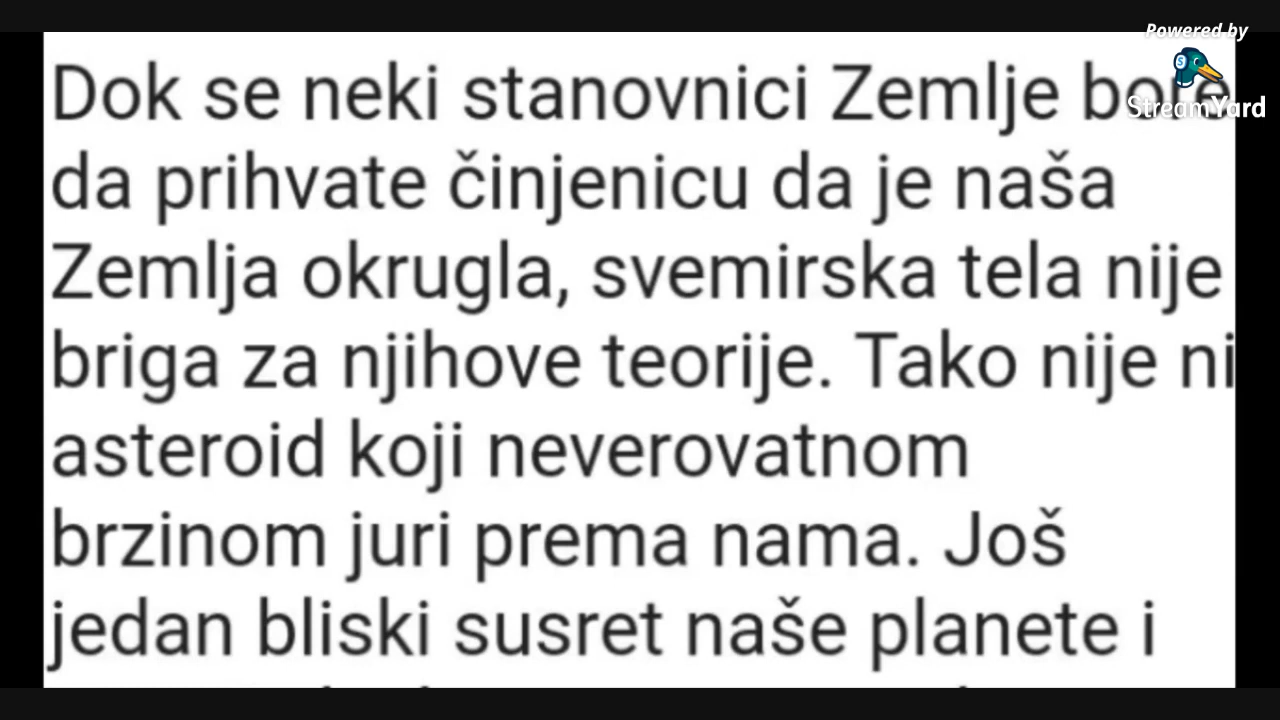 Powered by
StreamYard
Dok se neki stanovnici Zemlje bore
da prihvate činjenicu da je naša
Zemlja okrugla, svemirska tela nije
briga za njihove teorije. Tako nije ni
asteroid koji neverovatnom
brzinom juri prema nama. Još
jedan bliski susret naše planete i